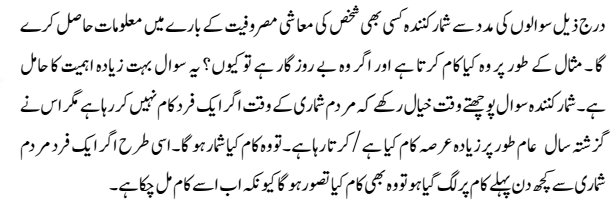 درج ذیل سوالوں کی مدد سے شمار کنندہ کسی بھی شخص کی معاشی مصروفیت کے بارے میں معلومات حاصل کرے
گا۔ مثال کے طور پر وہ کیا کام کرتا ہے اور اگر وہ بے روزگار ہے تو کیوں؟ یہ سوال بہت زیادہ اہمیت کا حامل
ہے۔ شمار کنندہ سوال پوچھتے وقت خیال رکھے کہ مردم شماری کے وقت اگر ایک فرد کام نہیں کر رہا ہے مگر اس نے
گزشتہ سال عام طور پر زیادہ عرصہ کام کیا ہے/کرتا رہا ہے۔ تو وہ کام کیا شمار ہو گا۔ اسی طرح اگر ایک فرد مردم
شماری سے کچھ دن پہلے کام پر لگ گیا ہو تو وہ بھی کام کیا تصور ہو گا کیونکہ اب اسے کام مل چکا ہے۔